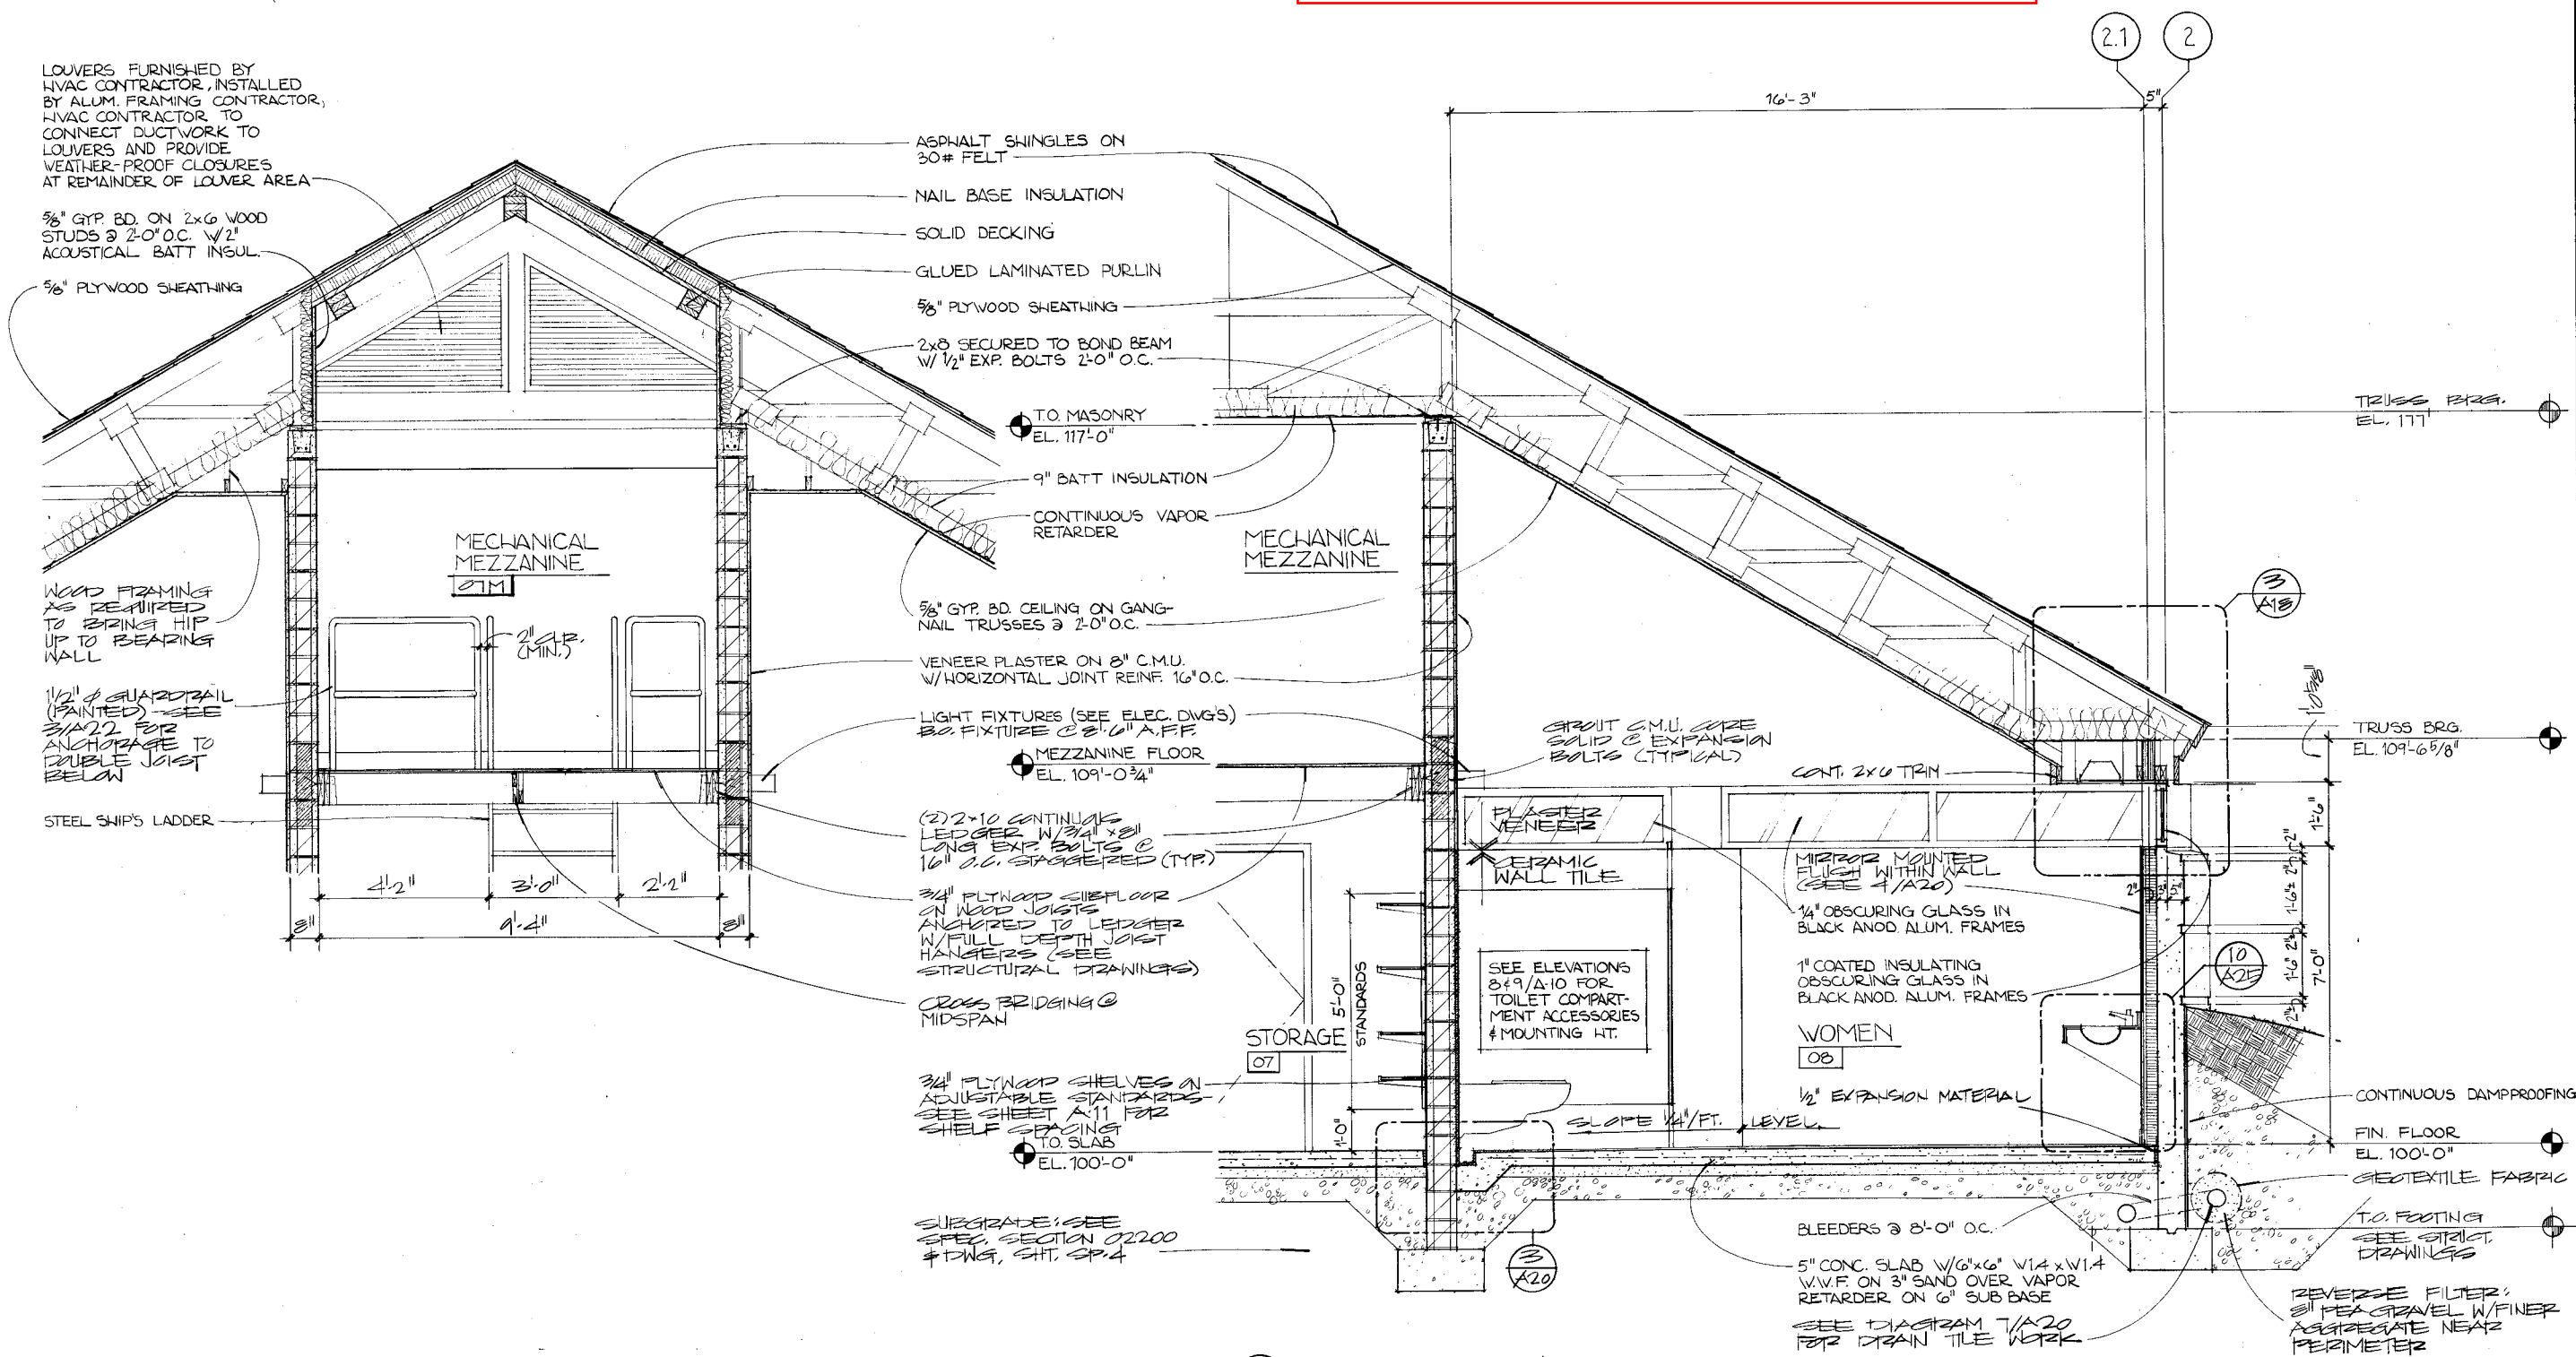 LOUVERS FURNISHED BY
HVAC CONTRACTOR, INSTALLED
BY ALUM. FRAMING CONTRACTOR,
HVAC CONTRACTOR TO
CONNECT DUCTWORK TO
LOUVERS AND PROVIDE
WEATHER-PROOF CLOSURES
AT REMAINDER OF LOUVER AREA
5/8" GYP. BD. ON 2x6 WOOD
STUDS @ 2'-0" O.C. W/2"
ACOUSTICAL BATT INSUL.
5/8" PLYWOOD SHEATHING
WOOD FRAMING
AS REQUIRED
TO BRING HIP
UP TO BEARING
WALL
1 1/2" ⌀ GUARDRAIL
(PAINTED) - SEE
3/A22 FOR
ANCHORAGE TO
DOUBLE JOIST
BELOW
STEEL SHIP'S LADDER
MECHANICAL
MEZZANINE
07M
2" CLR.
(MIN.)
4'-2"
3'-0"
2'-2"
8"
9'-4"
8"
ASPHALT SHINGLES ON
30# FELT
NAIL BASE INSULATION
SOLID DECKING
GLUED LAMINATED PURLIN
5/8" PLYWOOD SHEATHING
2x8 SECURED TO BOND BEAM
W/ 1/2" EXP. BOLTS 2'-0" O.C.
T.O. MASONRY
EL. 117'-0"
9" BATT INSULATION
CONTINUOUS VAPOR
RETARDER
5/8" GYP. BD. CEILING ON GANG-
NAIL TRUSSES @ 2'-0" O.C.
VENEER PLASTER ON 8" C.M.U.
W/ HORIZONTAL JOINT REINF. 16" O.C.
LIGHT FIXTURES (SEE ELEC. DWG'S)
B.O. FIXTURE @ 8'-6" A.F.F.
MEZZANINE FLOOR
EL. 109'-0 3/4"
(2) 2x10 CONTINUOUS
LEDGER W/ 3/4" x 8"
LONG EXP. BOLTS @
16" O.C. STAGGERED (TYP.)
3/4" PLYWOOD SUBFLOOR
ON WOOD JOISTS
ANCHORED TO LEDGER
W/FULL DEPTH JOIST
HANGERS (SEE
STRUCTURAL DRAWINGS)
CROSS BRIDGING @
MIDSPAN
3/4" PLYWOOD SHELVES ON
ADJUSTABLE STANDARDS-
SEE SHEET A-11 FOR
SHELF SPACING
T.O. SLAB
EL. 100'-0"
SUBGRADE: SEE
SPEC. SECTION 02200
& DWG. SHT. SP.4
2.1
2
16'-3"
5"
MECHANICAL
MEZZANINE
GROUT C.M.U. CORE
SOLID @ EXPANSION
BOLTS (TYPICAL)
CONT. 2x6 TRIM
PLASTER
VENEER
CERAMIC
WALL TILE
MIRROR MOUNTED
FLUSH WITHIN WALL
(SEE 4/A20)
1/4" OBSCURING GLASS IN
BLACK ANOD. ALUM. FRAMES
1" COATED INSULATING
OBSCURING GLASS IN
BLACK ANOD. ALUM. FRAMES
SEE ELEVATIONS
8&9/A-10 FOR
TOILET COMPART-
MENT ACCESSORIES
& MOUNTING HT.
STORAGE
07
5'-0"
STANDARDS
1'-0"
WOMEN
08
1/2" EXPANSION MATERIAL
SLOPE 1/4"/FT.
LEVEL
BLEEDERS @ 8'-0" O.C.
5" CONC. SLAB W/6"x6" W1.4 x W1.4
W.W.F. ON 3" SAND OVER VAPOR
RETARDER ON 6" SUB BASE
SEE DIAGRAM 7/A20
FOR DRAIN TILE WORK
3
A20
3
A18
10
A25
TRUSS BRG.
EL. 117'
1'-0 5/8"
TRUSS BRG.
EL. 109'-6 5/8"
1'-6"
2"
2"
1'-6"±
2"
2"
1'-6"
2"
7'-0"
2"
3"
5"
CONTINUOUS DAMPPROOFING
FIN. FLOOR
EL. 100'-0"
GEOTEXTILE FABRIC
T.O. FOOTING
SEE STRUCT.
DRAWINGS
REVERSE FILTER:
8" PEA GRAVEL W/FINER
AGGREGATE NEAR
PERIMETER